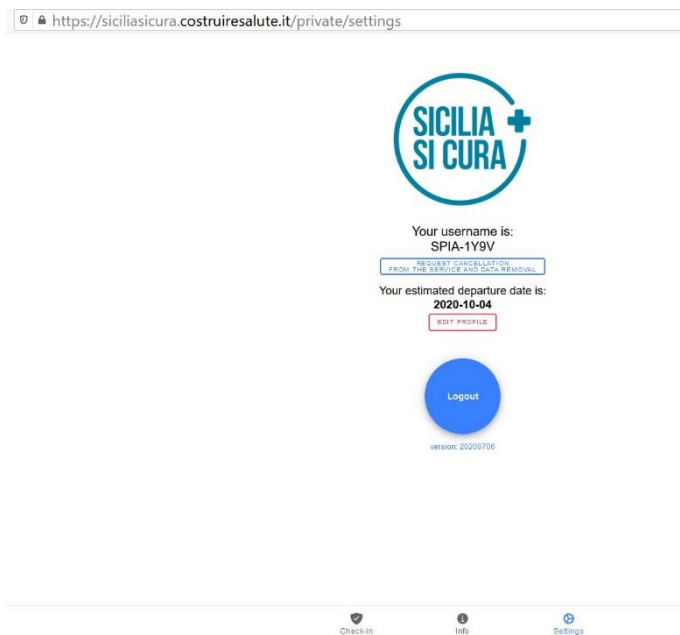 https://siciliasicura.costruiresalute.it/private/settings
SICILIA
SI CURA
Your username is:
SPIA-1Y9V
REQUEST CANCELLATION
FROM THE SERVICE AND DATA REMOVAL
Your estimated departure date is:
2020-10-04
EDIT PROFILE
Logout
version: 20200706
Check-in
Info
Settings